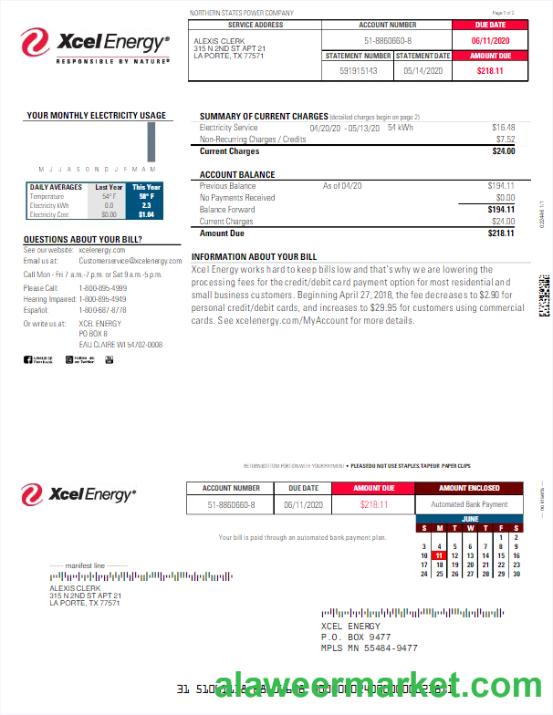 NORTHERN STATES POWER COMPANY
Page 1 of 2
XcelEnergy®
RESPONSIBLE BY NATURE®
SERVICE ADDRESS ACCOUNT NUMBER DUE DATE
ALEXIS CLERK
315 N 2ND ST APT 21
LA PORTE, TX 77571
51-8860660-8 06/11/2020
STATEMENT NUMBER STATEMENT DATE AMOUNT DUE
591915143 05/14/2020 $218.11
YOUR MONTHLY ELECTRICITY USAGE
M J J A S O N D J F M A M
DAILY AVERAGES Last Year This Year
Temperature 54° F 58° F
Electricity kWh 0.0 2.3
Electricity Cost $0.00 $1.04
QUESTIONS ABOUT YOUR BILL?
See our website: xcelenergy.com
Email us at: Customerservice@xcelenergy.com
Call Mon - Fri 7 a.m.-7 p.m. or Sat 9 a.m.-5 p.m.
Please Call: 1-800-895-4999
Hearing Impaired: 1-800-895-4949
Español: 1-800-687-8778
Or write us at: XCEL ENERGY
PO BOX 8
EAU CLAIRE WI 54702-0008
SUMMARY OF CURRENT CHARGES (detailed charges begin on page 2)
Electricity Service 04/20/20 - 05/13/20 54 kWh $16.48
Non-Recurring Charges / Credits $7.52
Current Charges $24.00
ACCOUNT BALANCE
Previous Balance As of 04/20 $194.11
No Payments Received $0.00
Balance Forward $194.11
Current Charges $24.00
Amount Due $218.11
INFORMATION ABOUT YOUR BILL
Xcel Energy works hard to keep bills low and that's why we are lowering the
processing fees for the credit/debit card payment option for most residential and
small business customers. Beginning April 27, 2018, the fee decreases to $2.90 for
personal credit/debit cards, and increases to $29.95 for customers using commercial
cards. See xcelenergy.com/MyAccount for more details.
RETURN BOTTOM PORTION WITH YOUR PAYMENT • PLEASE DO NOT USE STAPLES, TAPE OR PAPER CLIPS
XcelEnergy®
ACCOUNT NUMBER DUE DATE AMOUNT DUE AMOUNT ENCLOSED
51-8860660-8 06/11/2020 $218.11 Automated Bank Payment
Your bill is paid through an automated bank payment plan.
JUNE
S M T W T F S
1 2
3 4 5 6 7 8 9
10 11 12 13 14 15 16
17 18 19 20 21 22 23
24 25 26 27 28 29 30
manifest line
ALEXIS CLERK
315 N 2ND ST APT 21
LA PORTE, TX 77571
XCEL ENERGY
P.O. BOX 9477
MPLS MN 55484-9477
alaweermarket.com